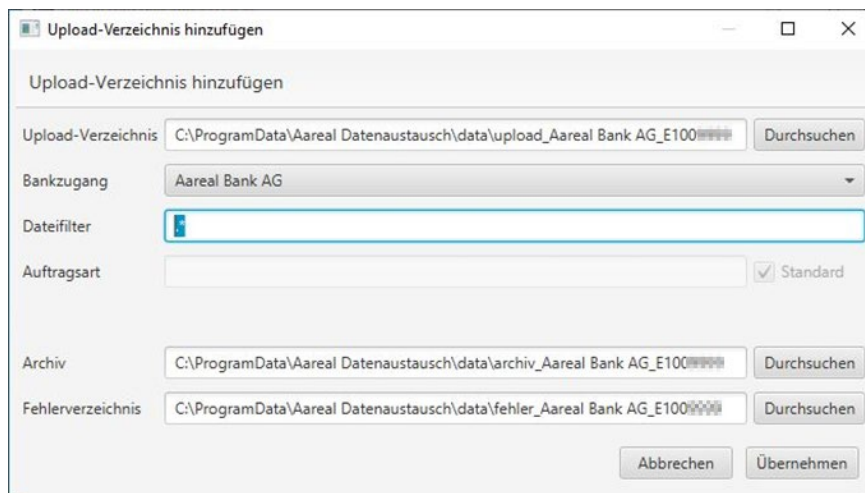 Upload-Verzeichnis hinzufügen
Upload-Verzeichnis hinzufügen
Upload-Verzeichnis C:\ProgramData\Aareal Datenaustausch\data\upload_Aareal Bank AG_E100 Durchsuchen
Bankzugang Aareal Bank AG
Dateifilter .*
Auftragsart Standard
Archiv C:\ProgramData\Aareal Datenaustausch\data\archiv_Aareal Bank AG_E100 Durchsuchen
Fehlerverzeichnis C:\ProgramData\Aareal Datenaustausch\data\fehler_Aareal Bank AG_E100 Durchsuchen
Abbrechen Übernehmen